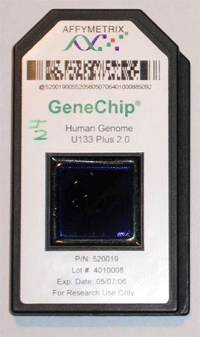 AFFYMETRIX
@52001900552056050706401000885092
GeneChip®
Human Genome
U133 Plus 2.0
P/N: 520019
Lot #: 4010008
Exp. Date: 05/07/06
For Research Use Only